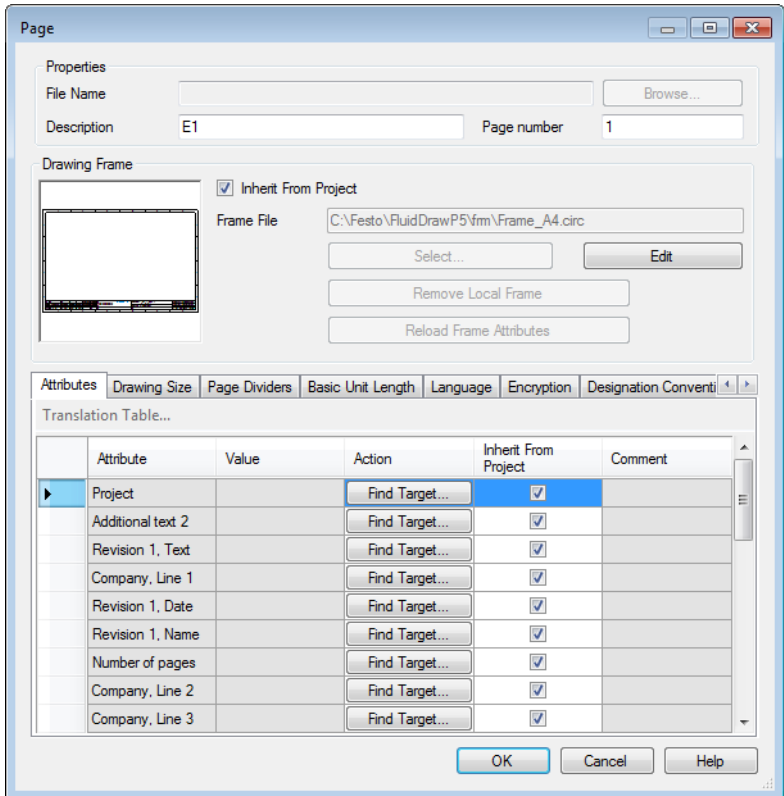 Page
Properties
File Name Browse...
Description E1 Page number 1
Drawing Frame
Inherit From Project
Frame File C:\Festo\FluidDrawP5\frm\Frame_A4.circ
Select... Edit
Remove Local Frame
Reload Frame Attributes
Attributes Drawing Size Page Dividers Basic Unit Length Language Encryption Designation Conventi
Translation Table...
Attribute Value Action Inherit From Project Comment
Project Find Target...
Additional text 2 Find Target...
Revision 1, Text Find Target...
Company, Line 1 Find Target...
Revision 1, Date Find Target...
Revision 1, Name Find Target...
Number of pages Find Target...
Company, Line 2 Find Target...
Company, Line 3 Find Target...
OK Cancel Help